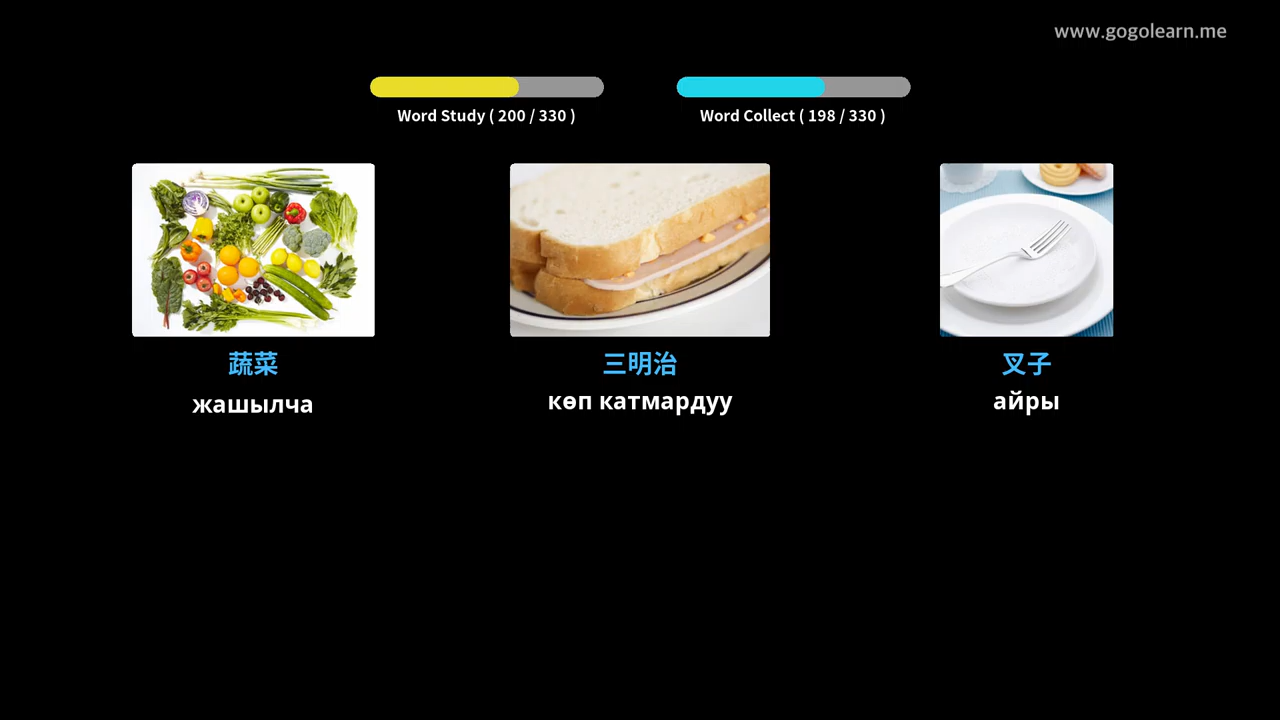 www.gogolearn.me
Word Study ( 200 / 330 )
Word Collect ( 198 / 330 )
蔬菜
三明治
叉子
жашылча
көп катмардуу
айры